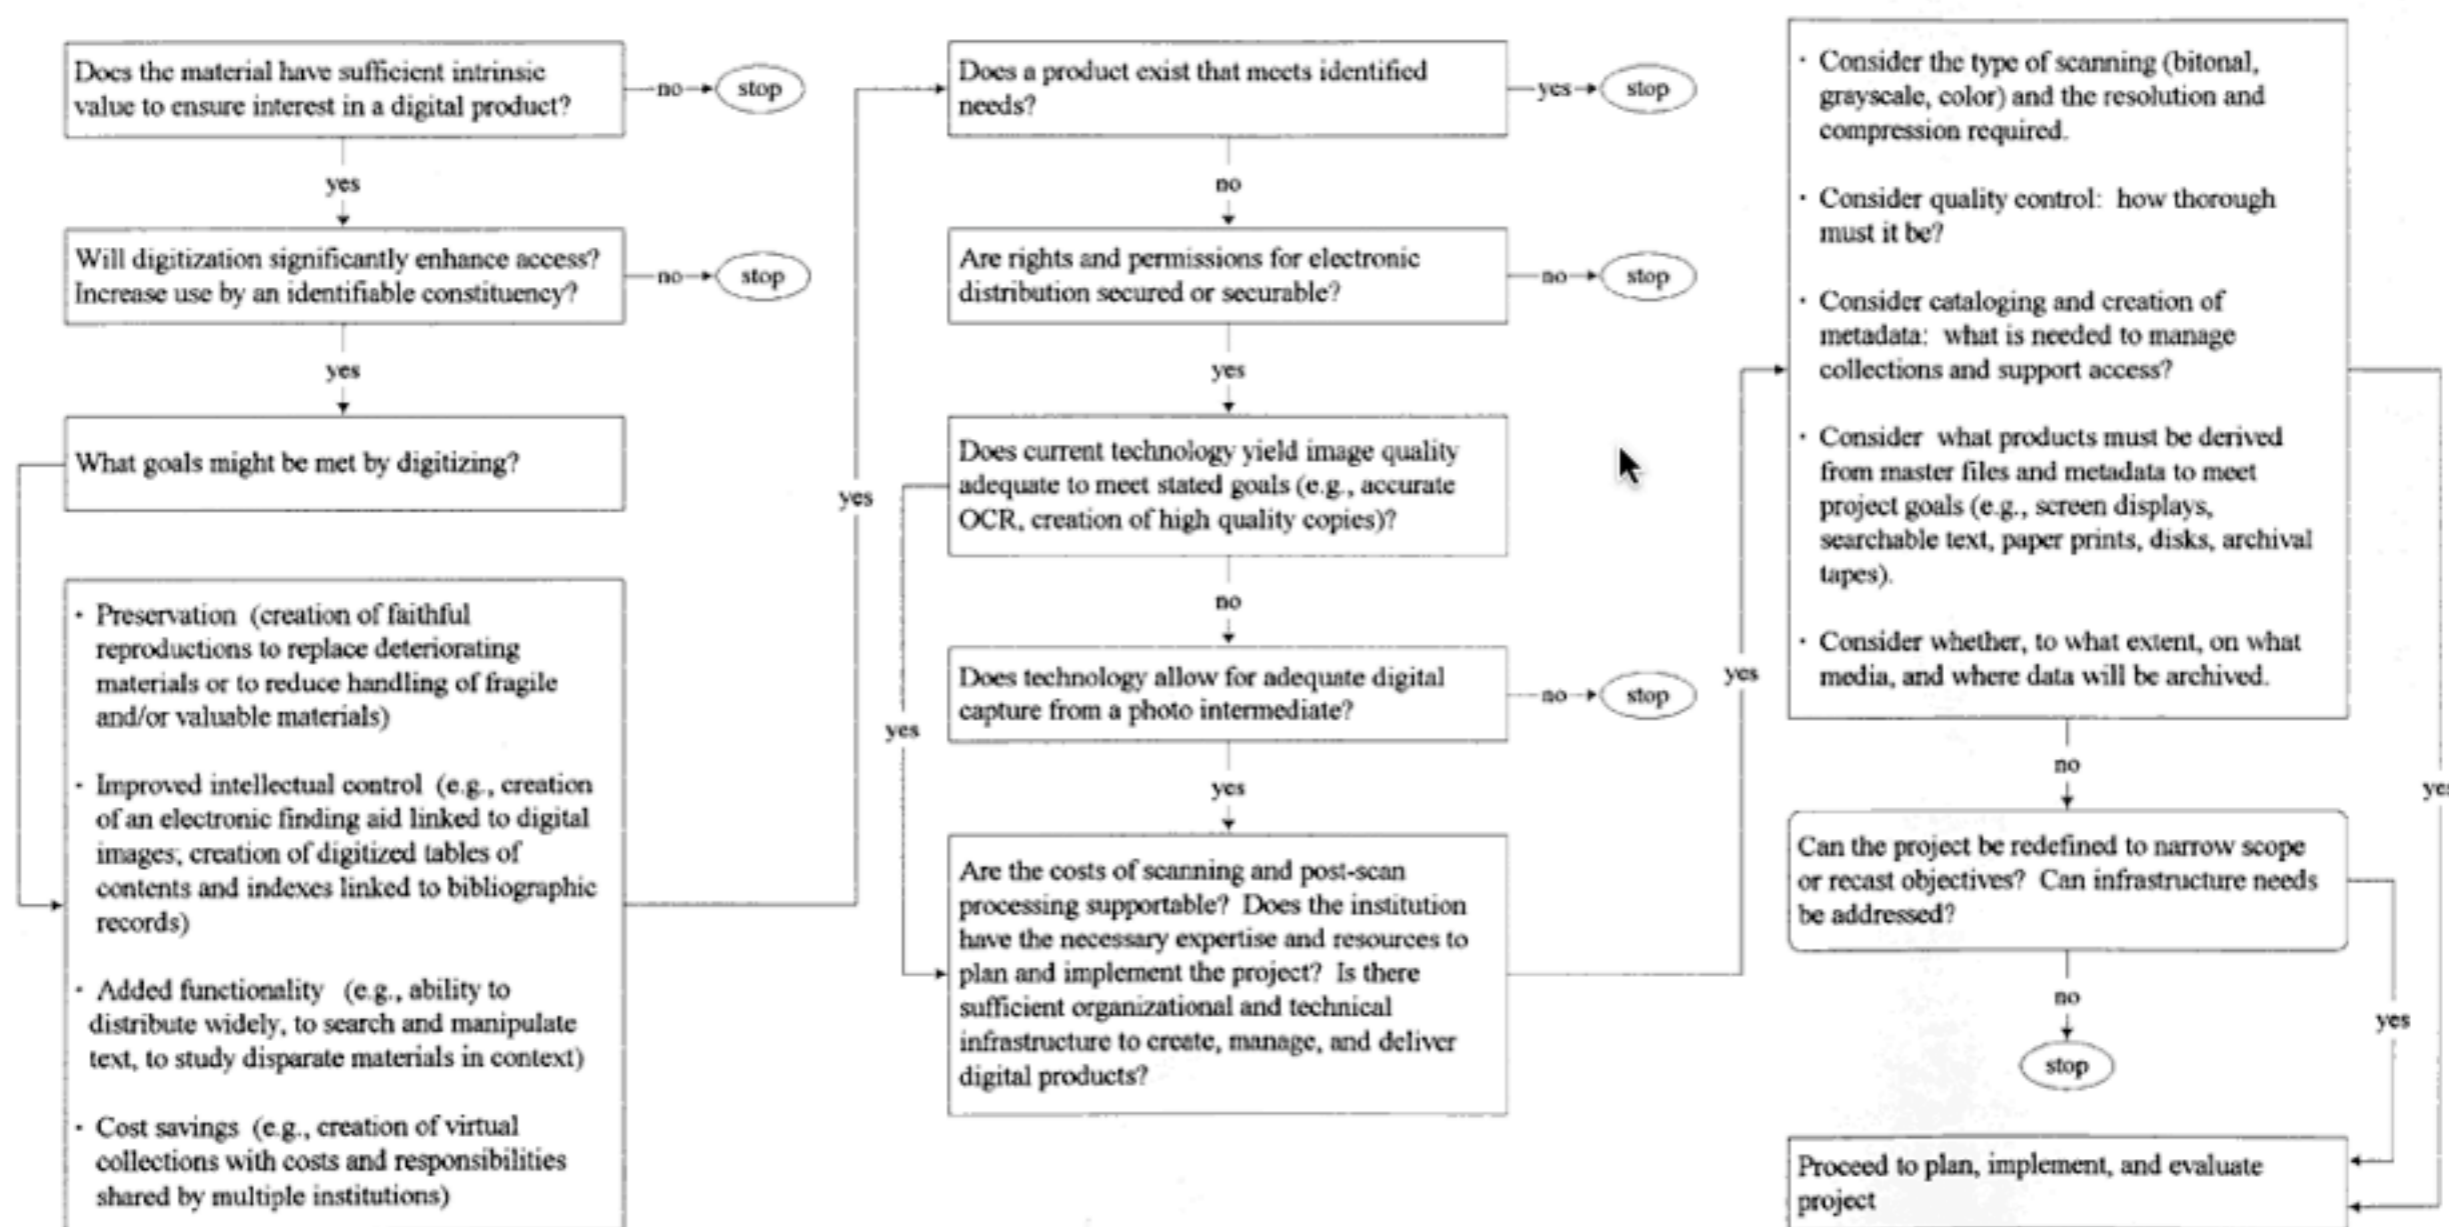 Does the material have sufficient intrinsic
value to ensure interest in a digital product?
no
stop
yes
Will digitization significantly enhance access?
Increase use by an identifiable constituency?
no
stop
yes
What goals might be met by digitizing?
· Preservation (creation of faithful
reproductions to replace deteriorating
materials or to reduce handling of fragile
and/or valuable materials)
· Improved intellectual control (e.g., creation
of an electronic finding aid linked to digital
images; creation of digitized tables of
contents and indexes linked to bibliographic
records)
· Added functionality (e.g., ability to
distribute widely, to search and manipulate
text, to study disparate materials in context)
· Cost savings (e.g., creation of virtual
collections with costs and responsibilities
shared by multiple institutions)
yes
Does a product exist that meets identified
needs?
yes
stop
no
Are rights and permissions for electronic
distribution secured or securable?
no
stop
yes
Does current technology yield image quality
adequate to meet stated goals (e.g., accurate
OCR, creation of high quality copies)?
yes
no
Does technology allow for adequate digital
capture from a photo intermediate?
no
stop
yes
Are the costs of scanning and post-scan
processing supportable? Does the institution
have the necessary expertise and resources to
plan and implement the project? Is there
sufficient organizational and technical
infrastructure to create, manage, and deliver
digital products?
yes
· Consider the type of scanning (bitonal,
grayscale, color) and the resolution and
compression required.
· Consider quality control: how thorough
must it be?
· Consider cataloging and creation of
metadata: what is needed to manage
collections and support access?
· Consider what products must be derived
from master files and metadata to meet
project goals (e.g., screen displays,
searchable text, paper prints, disks, archival
tapes).
· Consider whether, to what extent, on what
media, and where data will be archived.
no
yes
Can the project be redefined to narrow scope
or recast objectives? Can infrastructure needs
be addressed?
no
stop
yes
Proceed to plan, implement, and evaluate
project